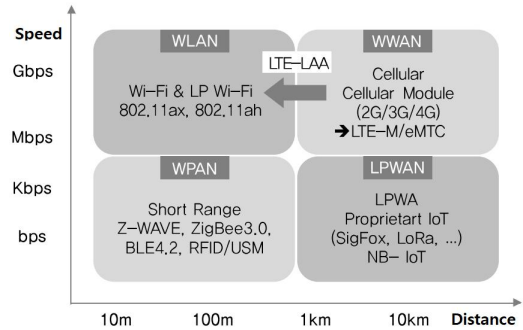 Speed
Gbps
Mbps
Kbps
bps
WLAN
Wi-Fi & LP Wi-Fi
802.11ax, 802.11ah
LTE-LAA
WWAN
Cellular
Cellular Module
(2G/3G/4G)
➔LTE-M/eMTC
WPAN
Short Range
Z-WAVE, ZigBee3.0,
BLE4.2, RFID/USM
LPWAN
LPWA
Proprietart IoT
(SigFox, LoRa, ...)
NB- IoT
10m 100m 1km 10km Distance